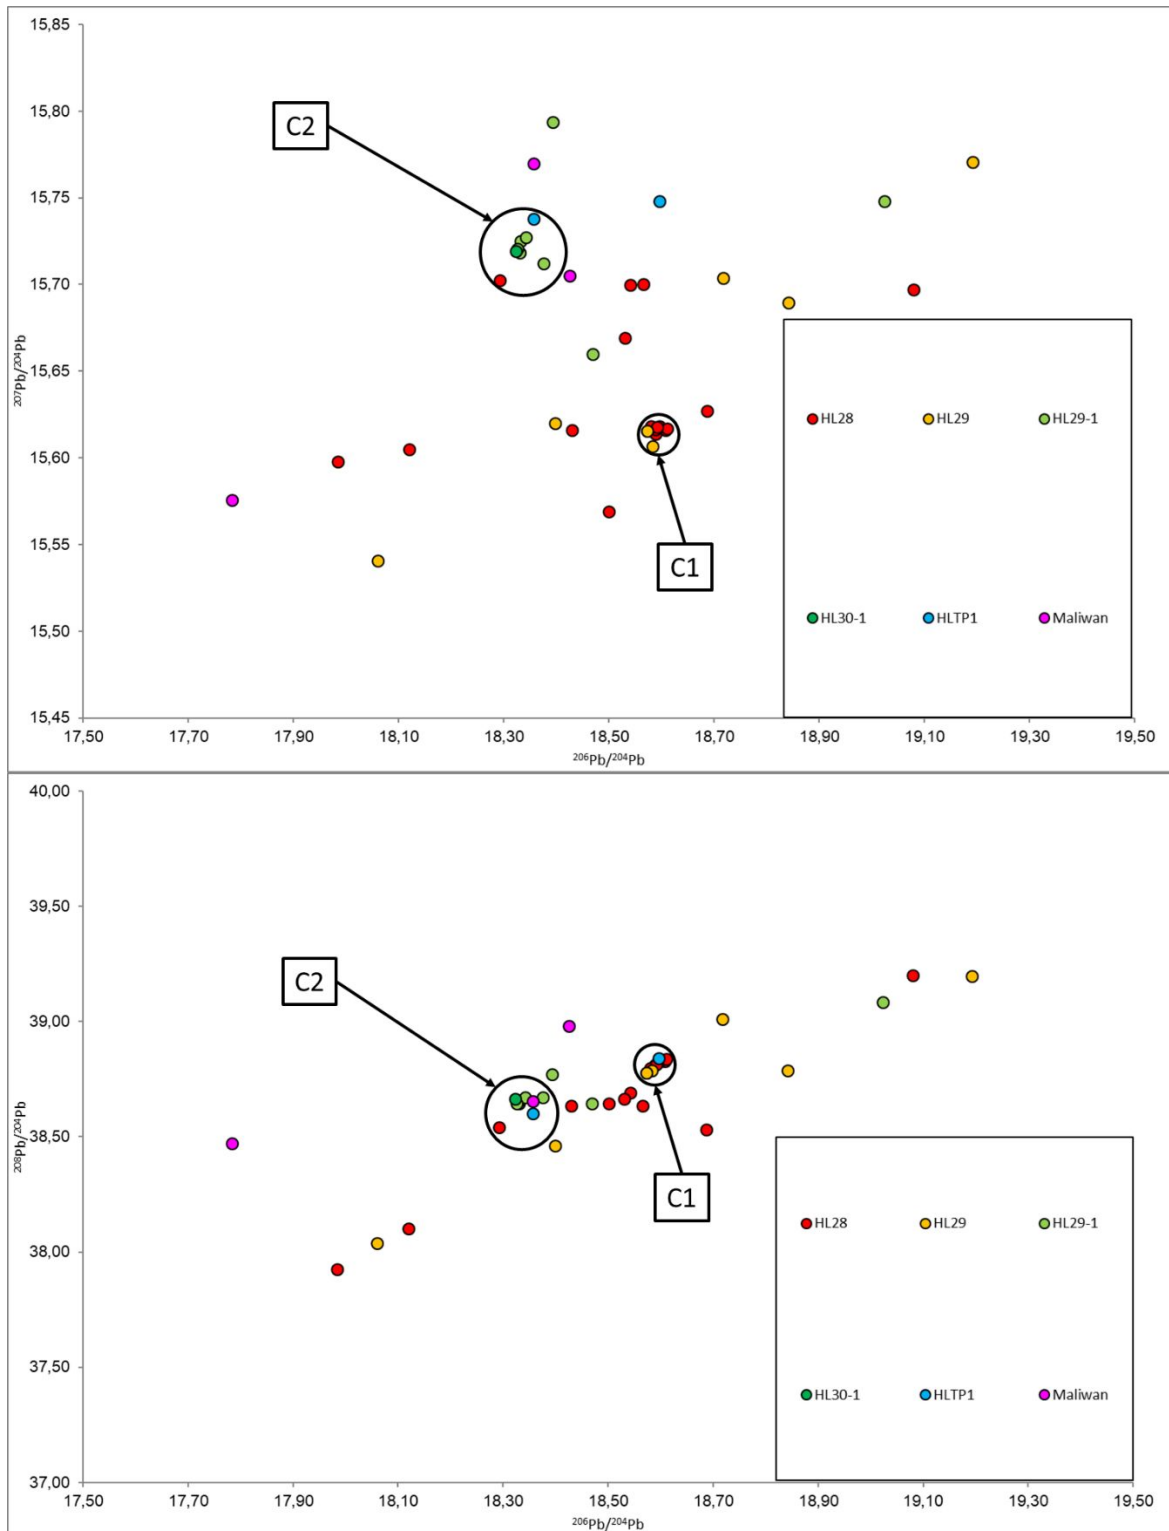 15,85
15,80
C2
15,75
15,70
²⁰⁷Pb/²⁰⁴Pb
15,65
HL28 HL29 HL29-1
15,60
15,55
C1
15,50
HL30-1 HLTP1 Maliwan
15,45
17,50 17,70 17,90 18,10 18,30 18,50 18,70 18,90 19,10 19,30 19,50
²⁰⁶Pb/²⁰⁴Pb
40,00
39,50
C2
39,00
38,50
²⁰⁸Pb/²⁰⁴Pb
C1
HL28 HL29 HL29-1
38,00
37,50
HL30-1 HLTP1 Maliwan
37,00
17,50 17,70 17,90 18,10 18,30 18,50 18,70 18,90 19,10 19,30 19,50
²⁰⁶Pb/²⁰⁴Pb